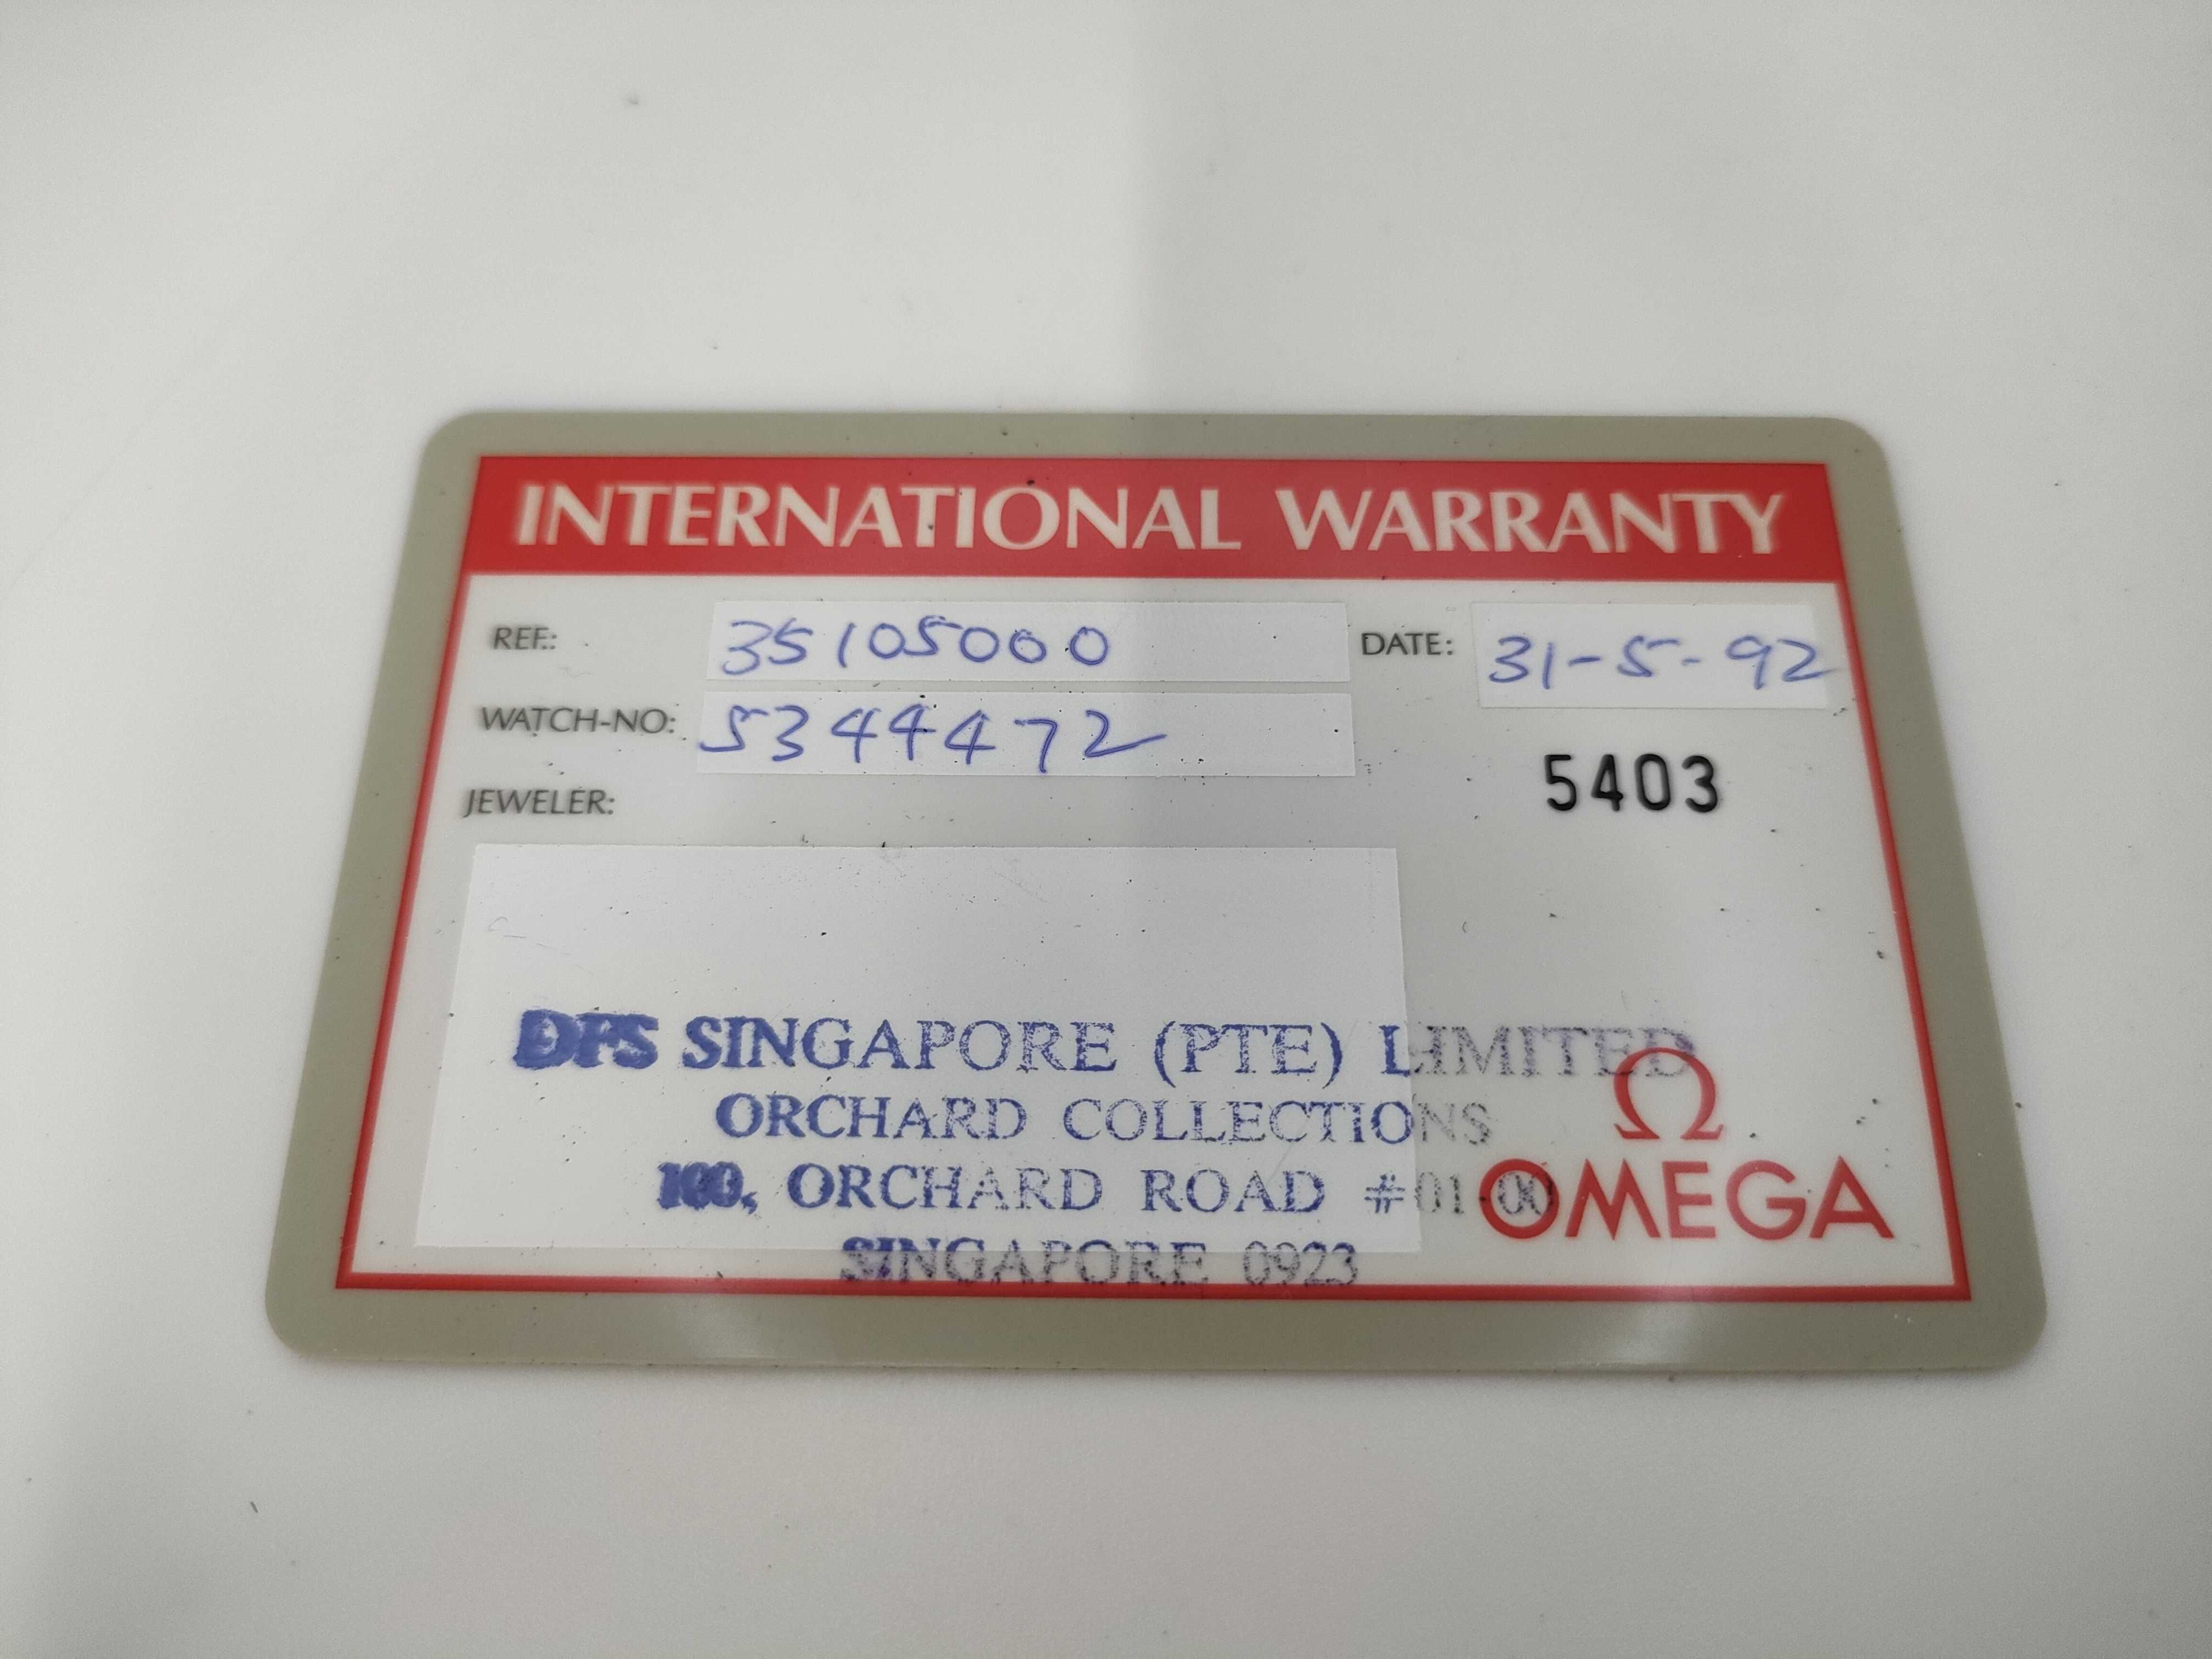 INTERNATIONAL WARRANTY
REF.: 35105000 DATE: 31-5-92
WATCH-NO: 5344472
5403
JEWELER:
DFS SINGAPORE (PTE) LIMITED
ORCHARD COLLECTIONS
100, ORCHARD ROAD #01-00
SINGAPORE 0923
Ω
OMEGA